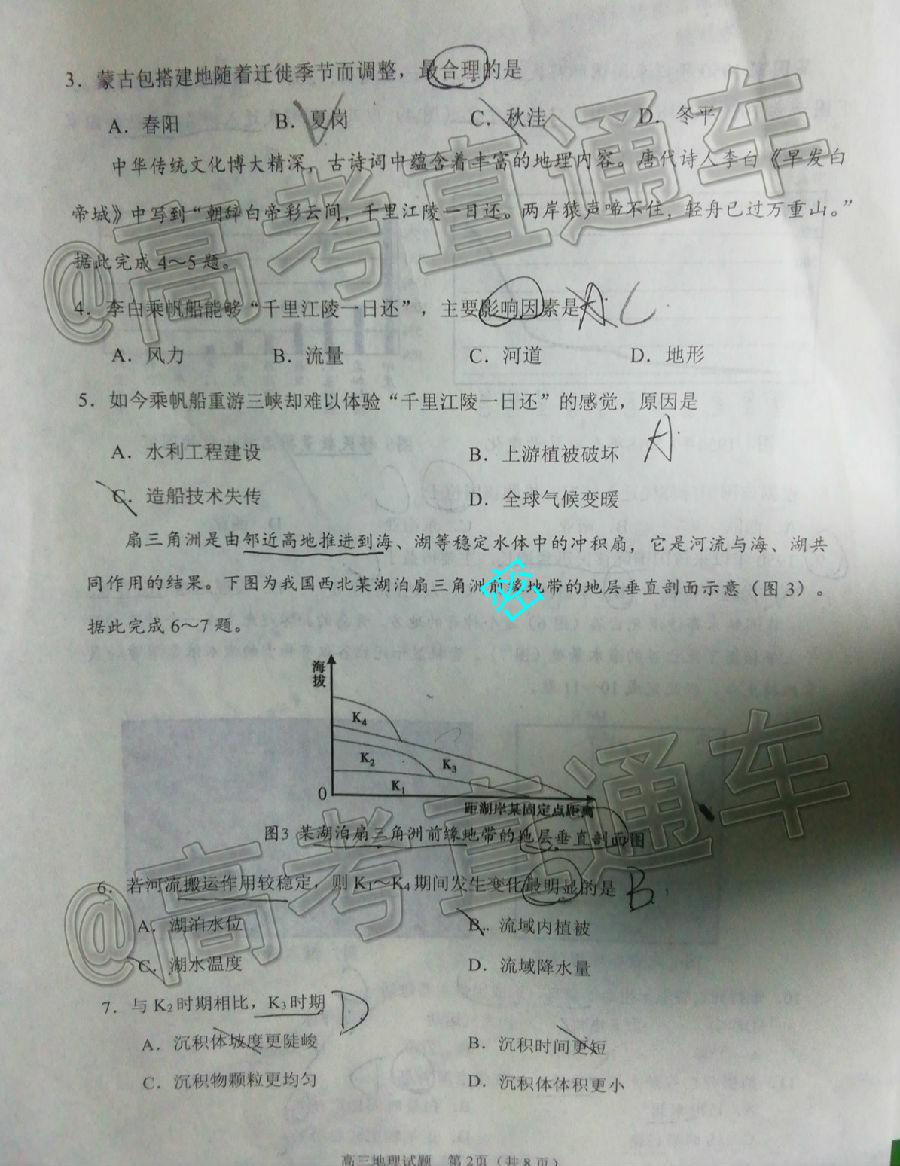 3．蒙古包搭建地随着迁徙季节而调整，最合理的是
A．春阳 B．夏岗 C．秋洼 D．冬平
中华传统文化博大精深，古诗词中蕴含着丰富的地理内容。唐代诗人李白《早发白
帝城》中写到“朝辞白帝彩云间，千里江陵一日还。两岸猿声啼不住，轻舟已过万重山。”
据此完成4～5题。
4．李白乘帆船能够“千里江陵一日还”，主要影响因素是 A C
A．风力 B．流量 C．河道 D．地形
5．如今乘帆船重游三峡却难以体验“千里江陵一日还”的感觉，原因是
A．水利工程建设 B．上游植被破坏 A
C．造船技术失传 D．全球气候变暖
扇三角洲是由邻近高地推进到海、湖等稳定水体中的冲积扇，它是河流与海、湖共
同作用的结果。下图为我国西北某湖泊扇三角洲前缘地带的地层垂直剖面示意（图3）。
密
据此完成6～7题。
海拔
K4
K2 K3
K1
0
距湖岸某固定点距离
图3 某湖泊扇三角洲前缘地带的地层垂直剖面图
6．若河流搬运作用较稳定，则K1～K4期间发生变化最明显的是 B
A．湖泊水位 B．流域内植被
C．湖水温度 D．流域降水量
7．与K2时期相比，K3时期 D
A．沉积体坡度更陡峻 B．沉积时间更短
C．沉积物颗粒更均匀 D．沉积体体积更小
高三地理试题 第2页（共8页）
@高考直通车
@高考直通车